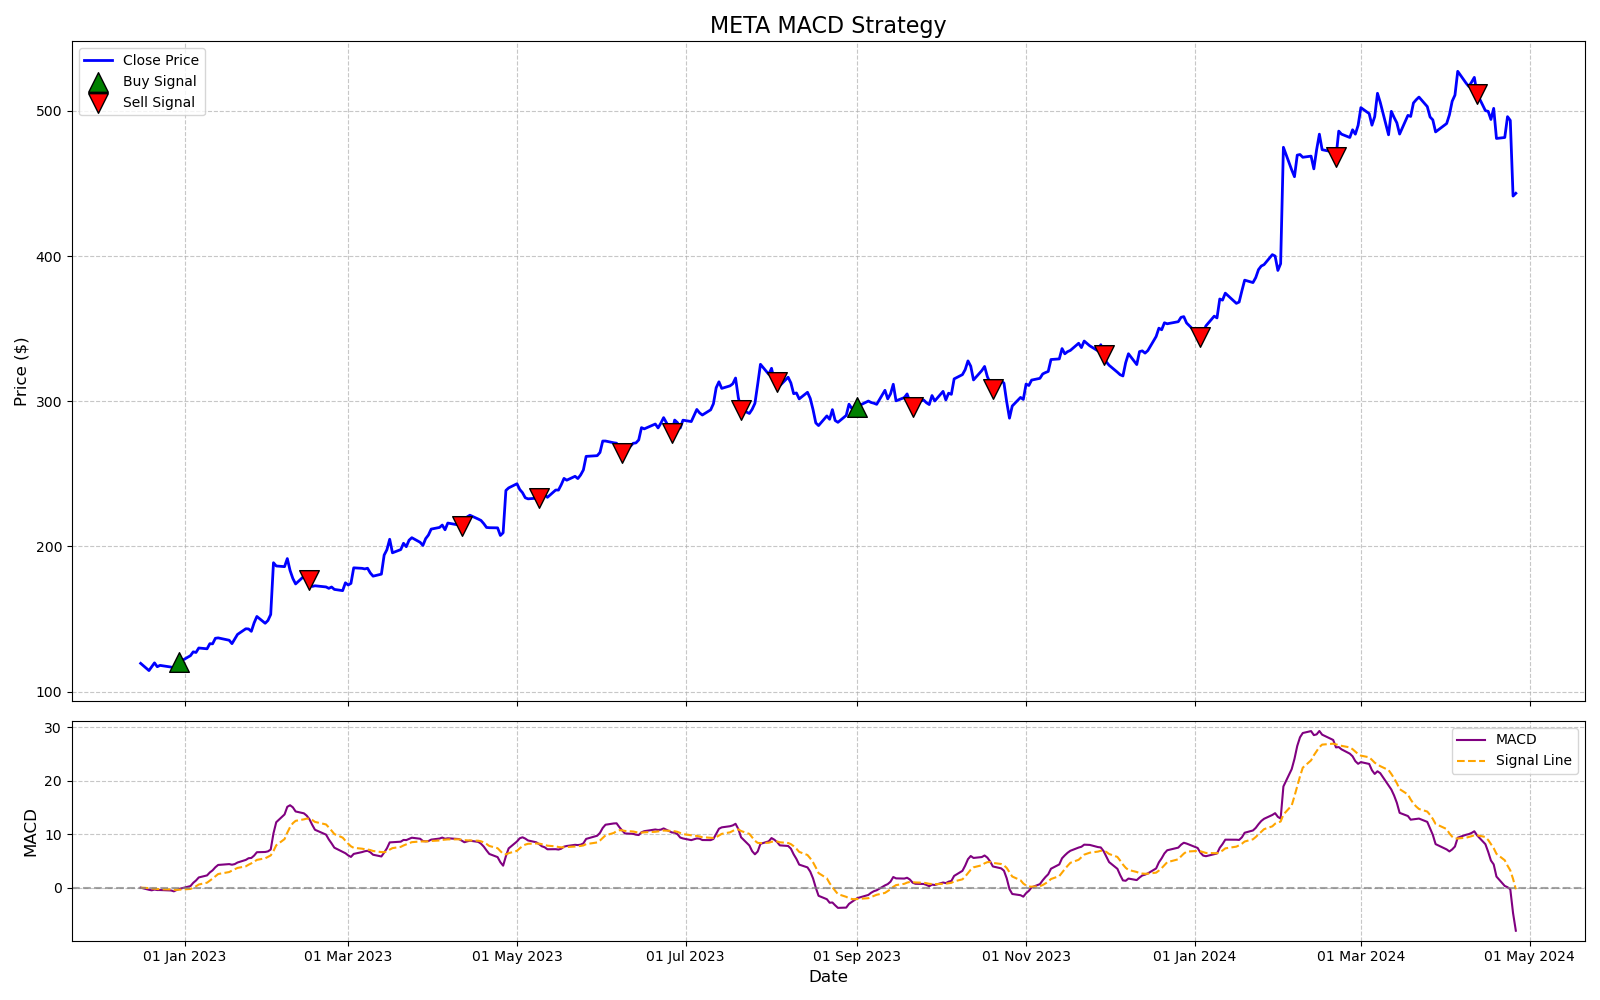 META MACD Strategy
Close Price
Buy Signal
Sell Signal
Price ($)
500
400
300
200
100
MACD
Signal Line
MACD
30
20
10
0
01 Jan 2023
01 Mar 2023
01 May 2023
01 Jul 2023
01 Sep 2023
01 Nov 2023
01 Jan 2024
01 Mar 2024
01 May 2024
Date